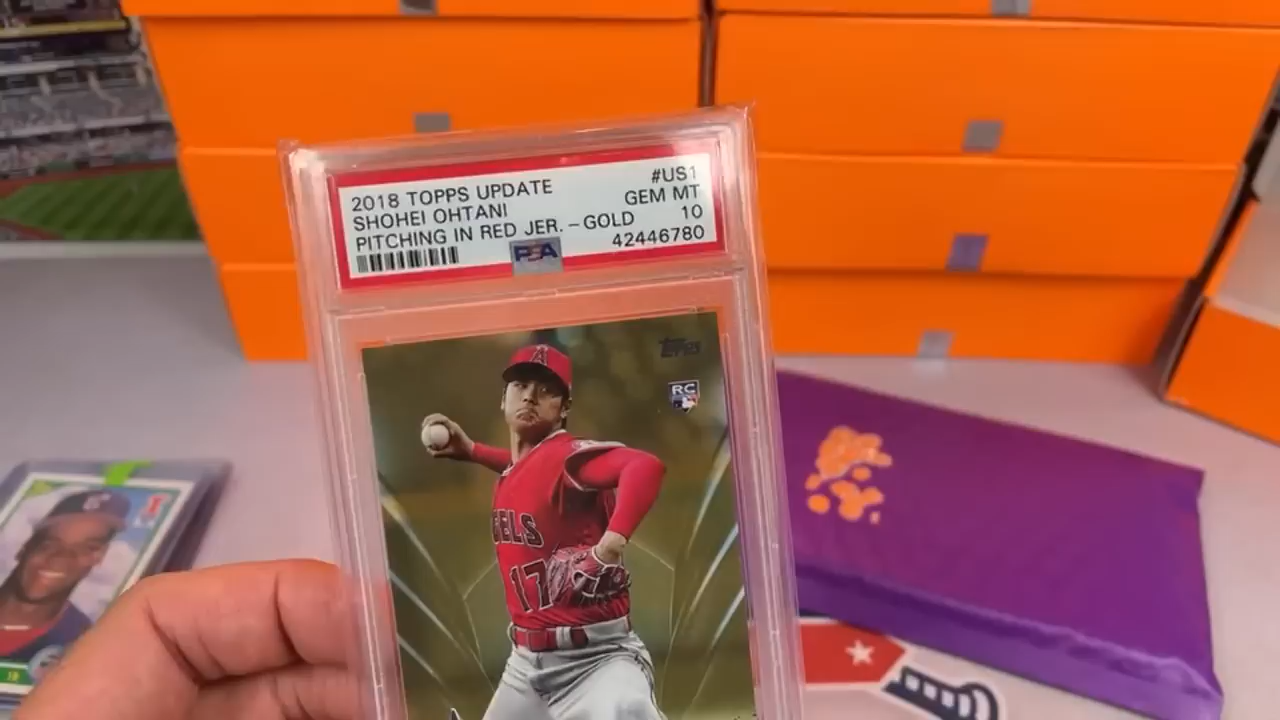 2018 TOPPS UPDATE #US1
SHOHEI OHTANI GEM MT
PITCHING IN RED JER. – GOLD 10
42446780
PSA
Topps
RC
A
GELS
17